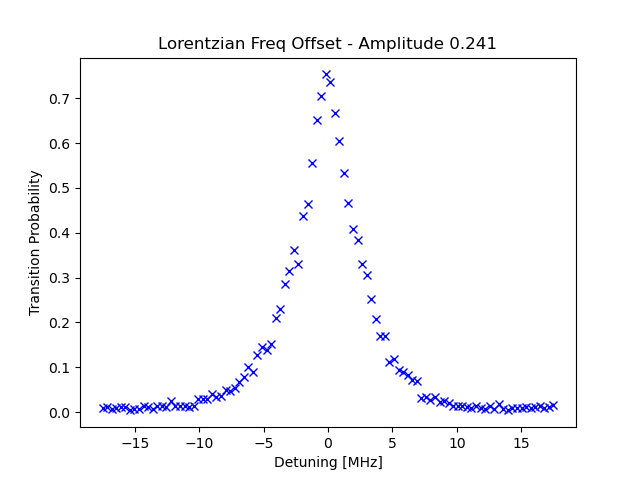 Lorentzian Freq Offset - Amplitude 0.241
Transition Probability
0.7
0.6
0.5
0.4
0.3
0.2
0.1
0.0
−15 −10 −5 0 5 10 15
Detuning [MHz]